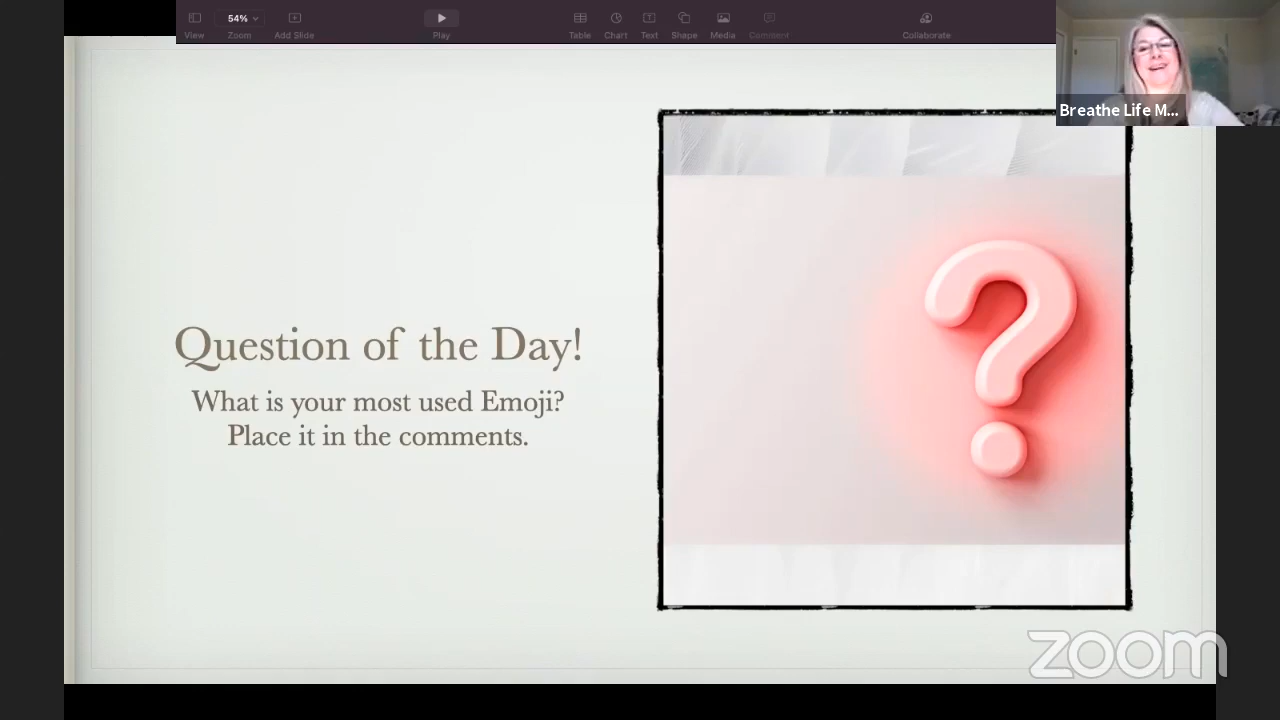 54%
View
Zoom
Add Slide
Play
Table
Chart
Text
Shape
Media
Comment
Collaborate
Breathe Life M...
Question of the Day!
What is your most used Emoji?
Place it in the comments.
zoom